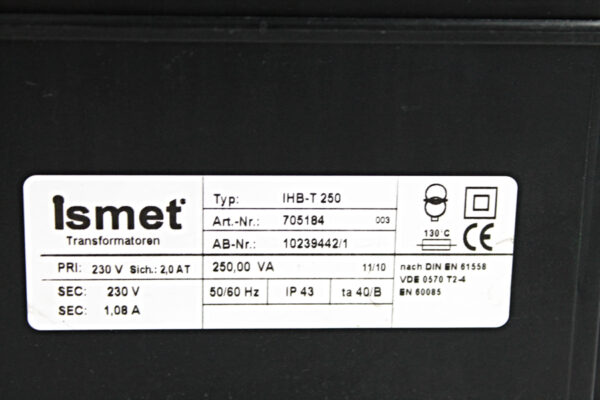 Ismet
Transformatoren
Typ: IHB-T 250
Art.-Nr.: 705184 003
AB-Nr.: 10239442/1
PRI: 230 V Sich.: 2,0 AT
250,00 VA 11/10
SEC: 230 V
SEC: 1,08 A
50/60 Hz IP 43 ta 40/B
130°C
CE
nach DIN EN 61558
VDE 0570 T2-4
EN 60085